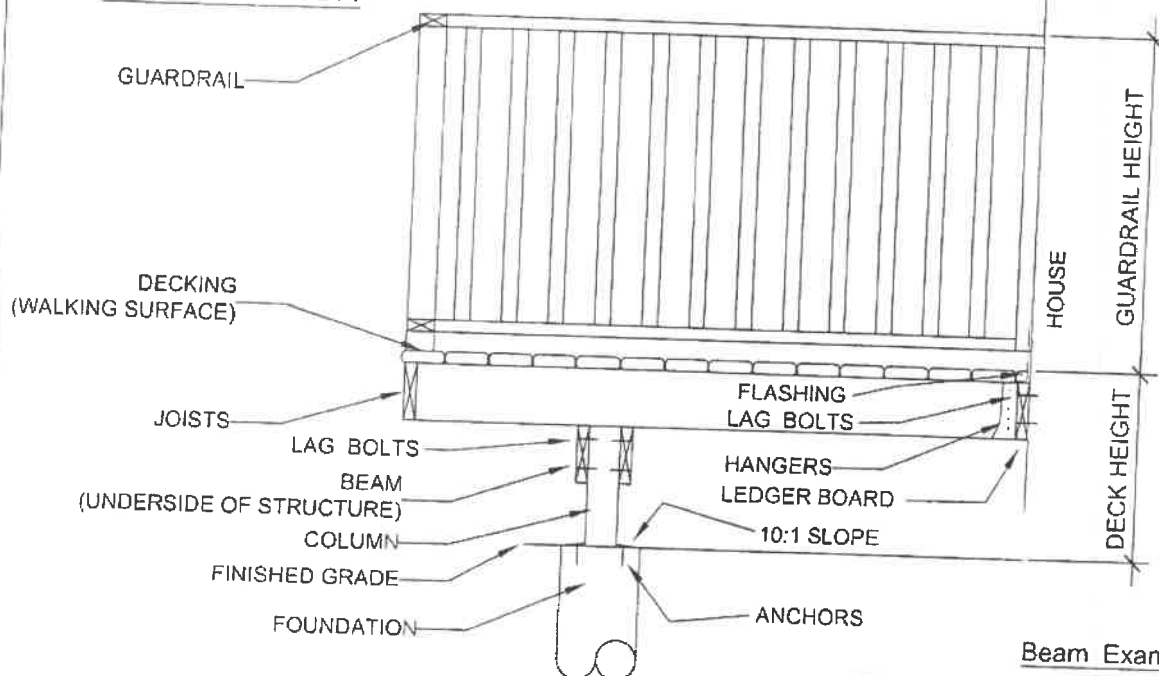 GUARDRAIL
GUARDRAIL HEIGHT
HOUSE
DECKING
(WALKING SURFACE)
FLASHING
LAG BOLTS
JOISTS
LAG BOLTS
HANGERS
BEAM
(UNDERSIDE OF STRUCTURE)
LEDGER BOARD
DECK HEIGHT
COLUMN
10:1 SLOPE
FINISHED GRADE
FOUNDATION
ANCHORS
Beam Exam